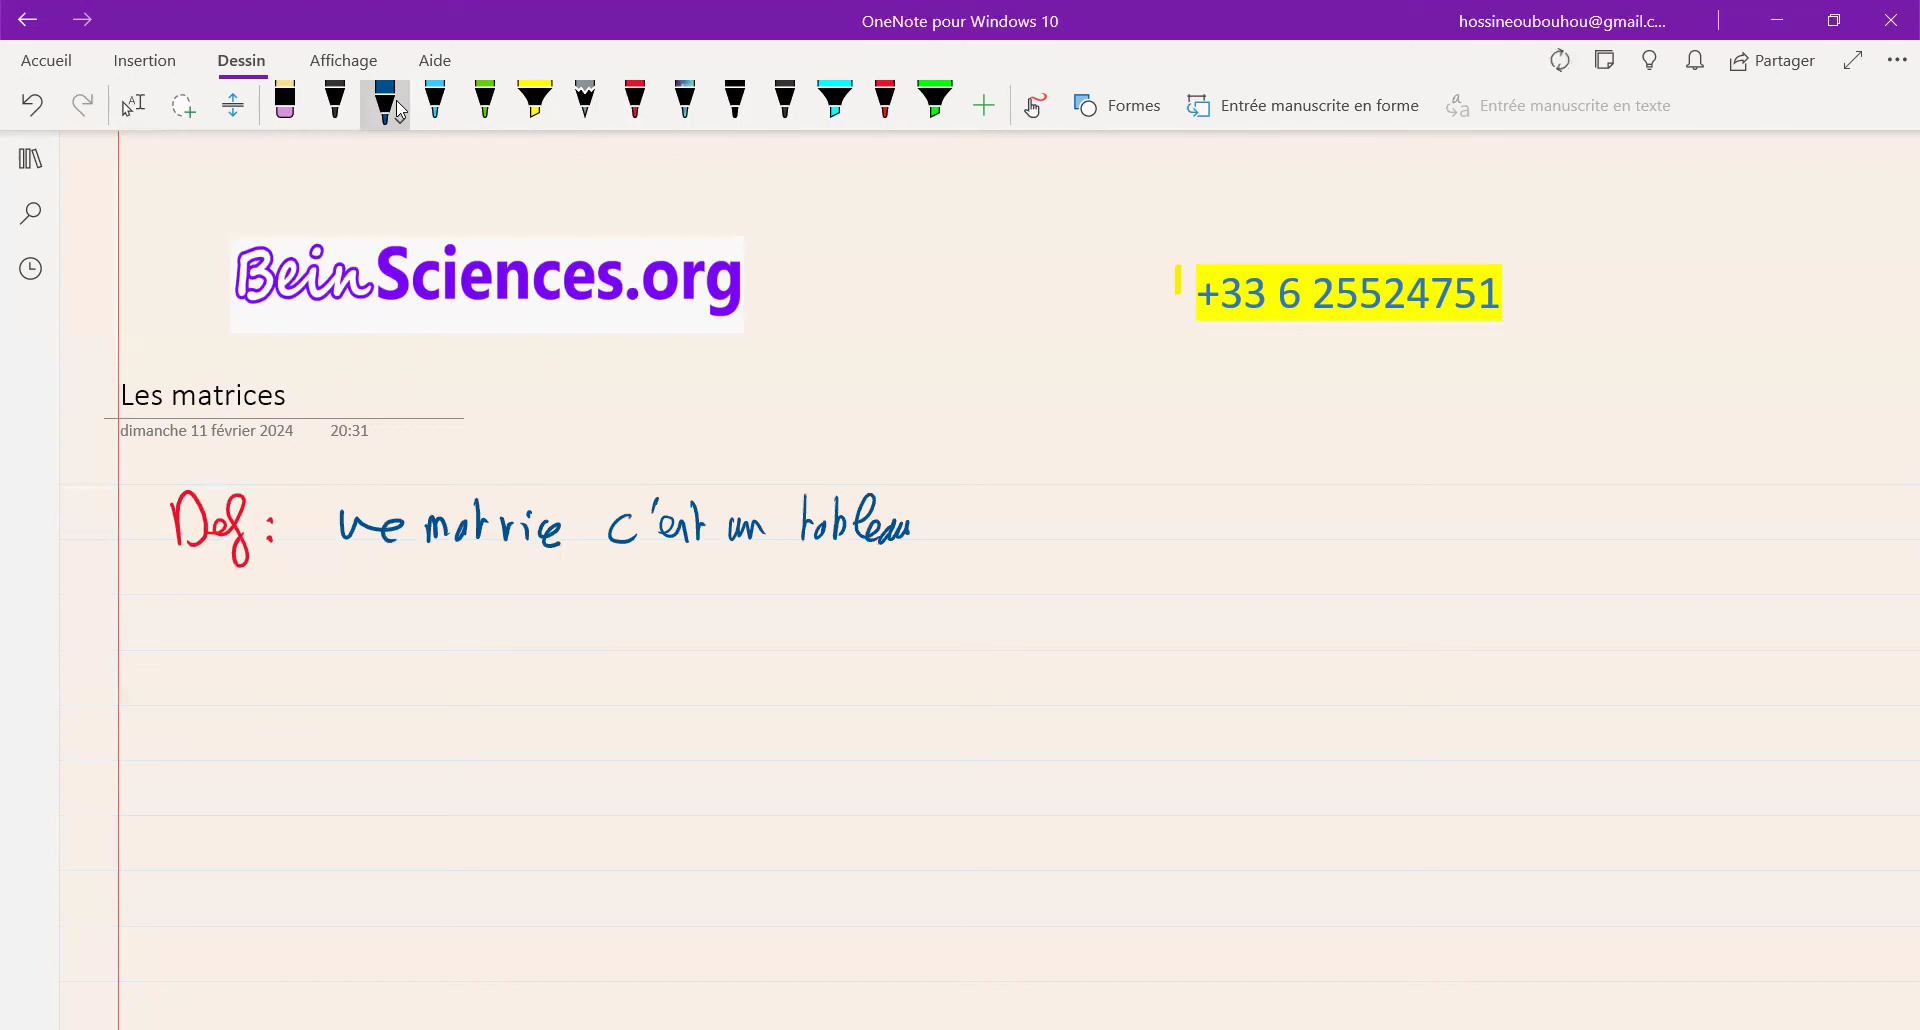 OneNote pour Windows 10
hossineoubouhou@gmail.c...
Accueil Insertion Dessin Affichage Aide
Partager
Formes Entrée manuscrite en forme Entrée manuscrite en texte
BeinSciences.org
+33 6 25524751
Les matrices
dimanche 11 février 2024 20:31
Def : une matrice c'est un tableau